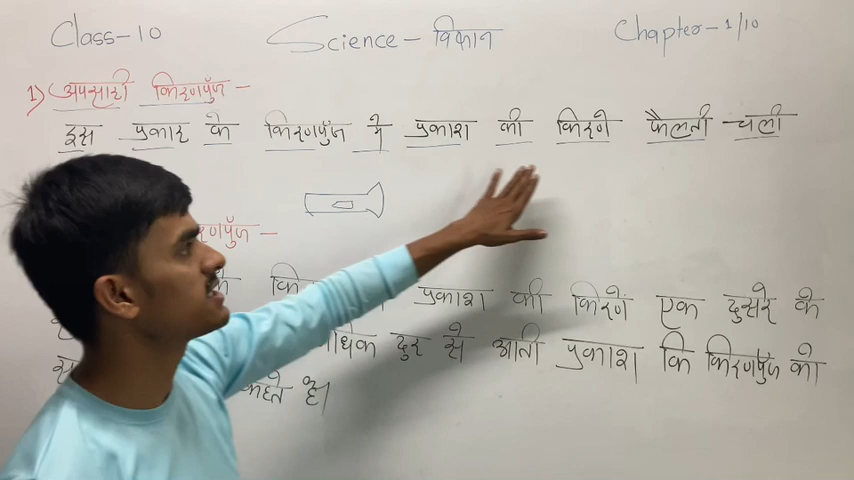 Class-10 Science - विज्ञान Chapter-1/10
1) अपसारी किरणपुँज -
इस प्रकार के किरणपुँज मे प्रकाश की किरणे फैलती चली
रणपुँज -
के प्रकाश की किरणें एक दुसरे के
धिक दुर से आती प्रकाश कि किरणपुंज को
कहते है।